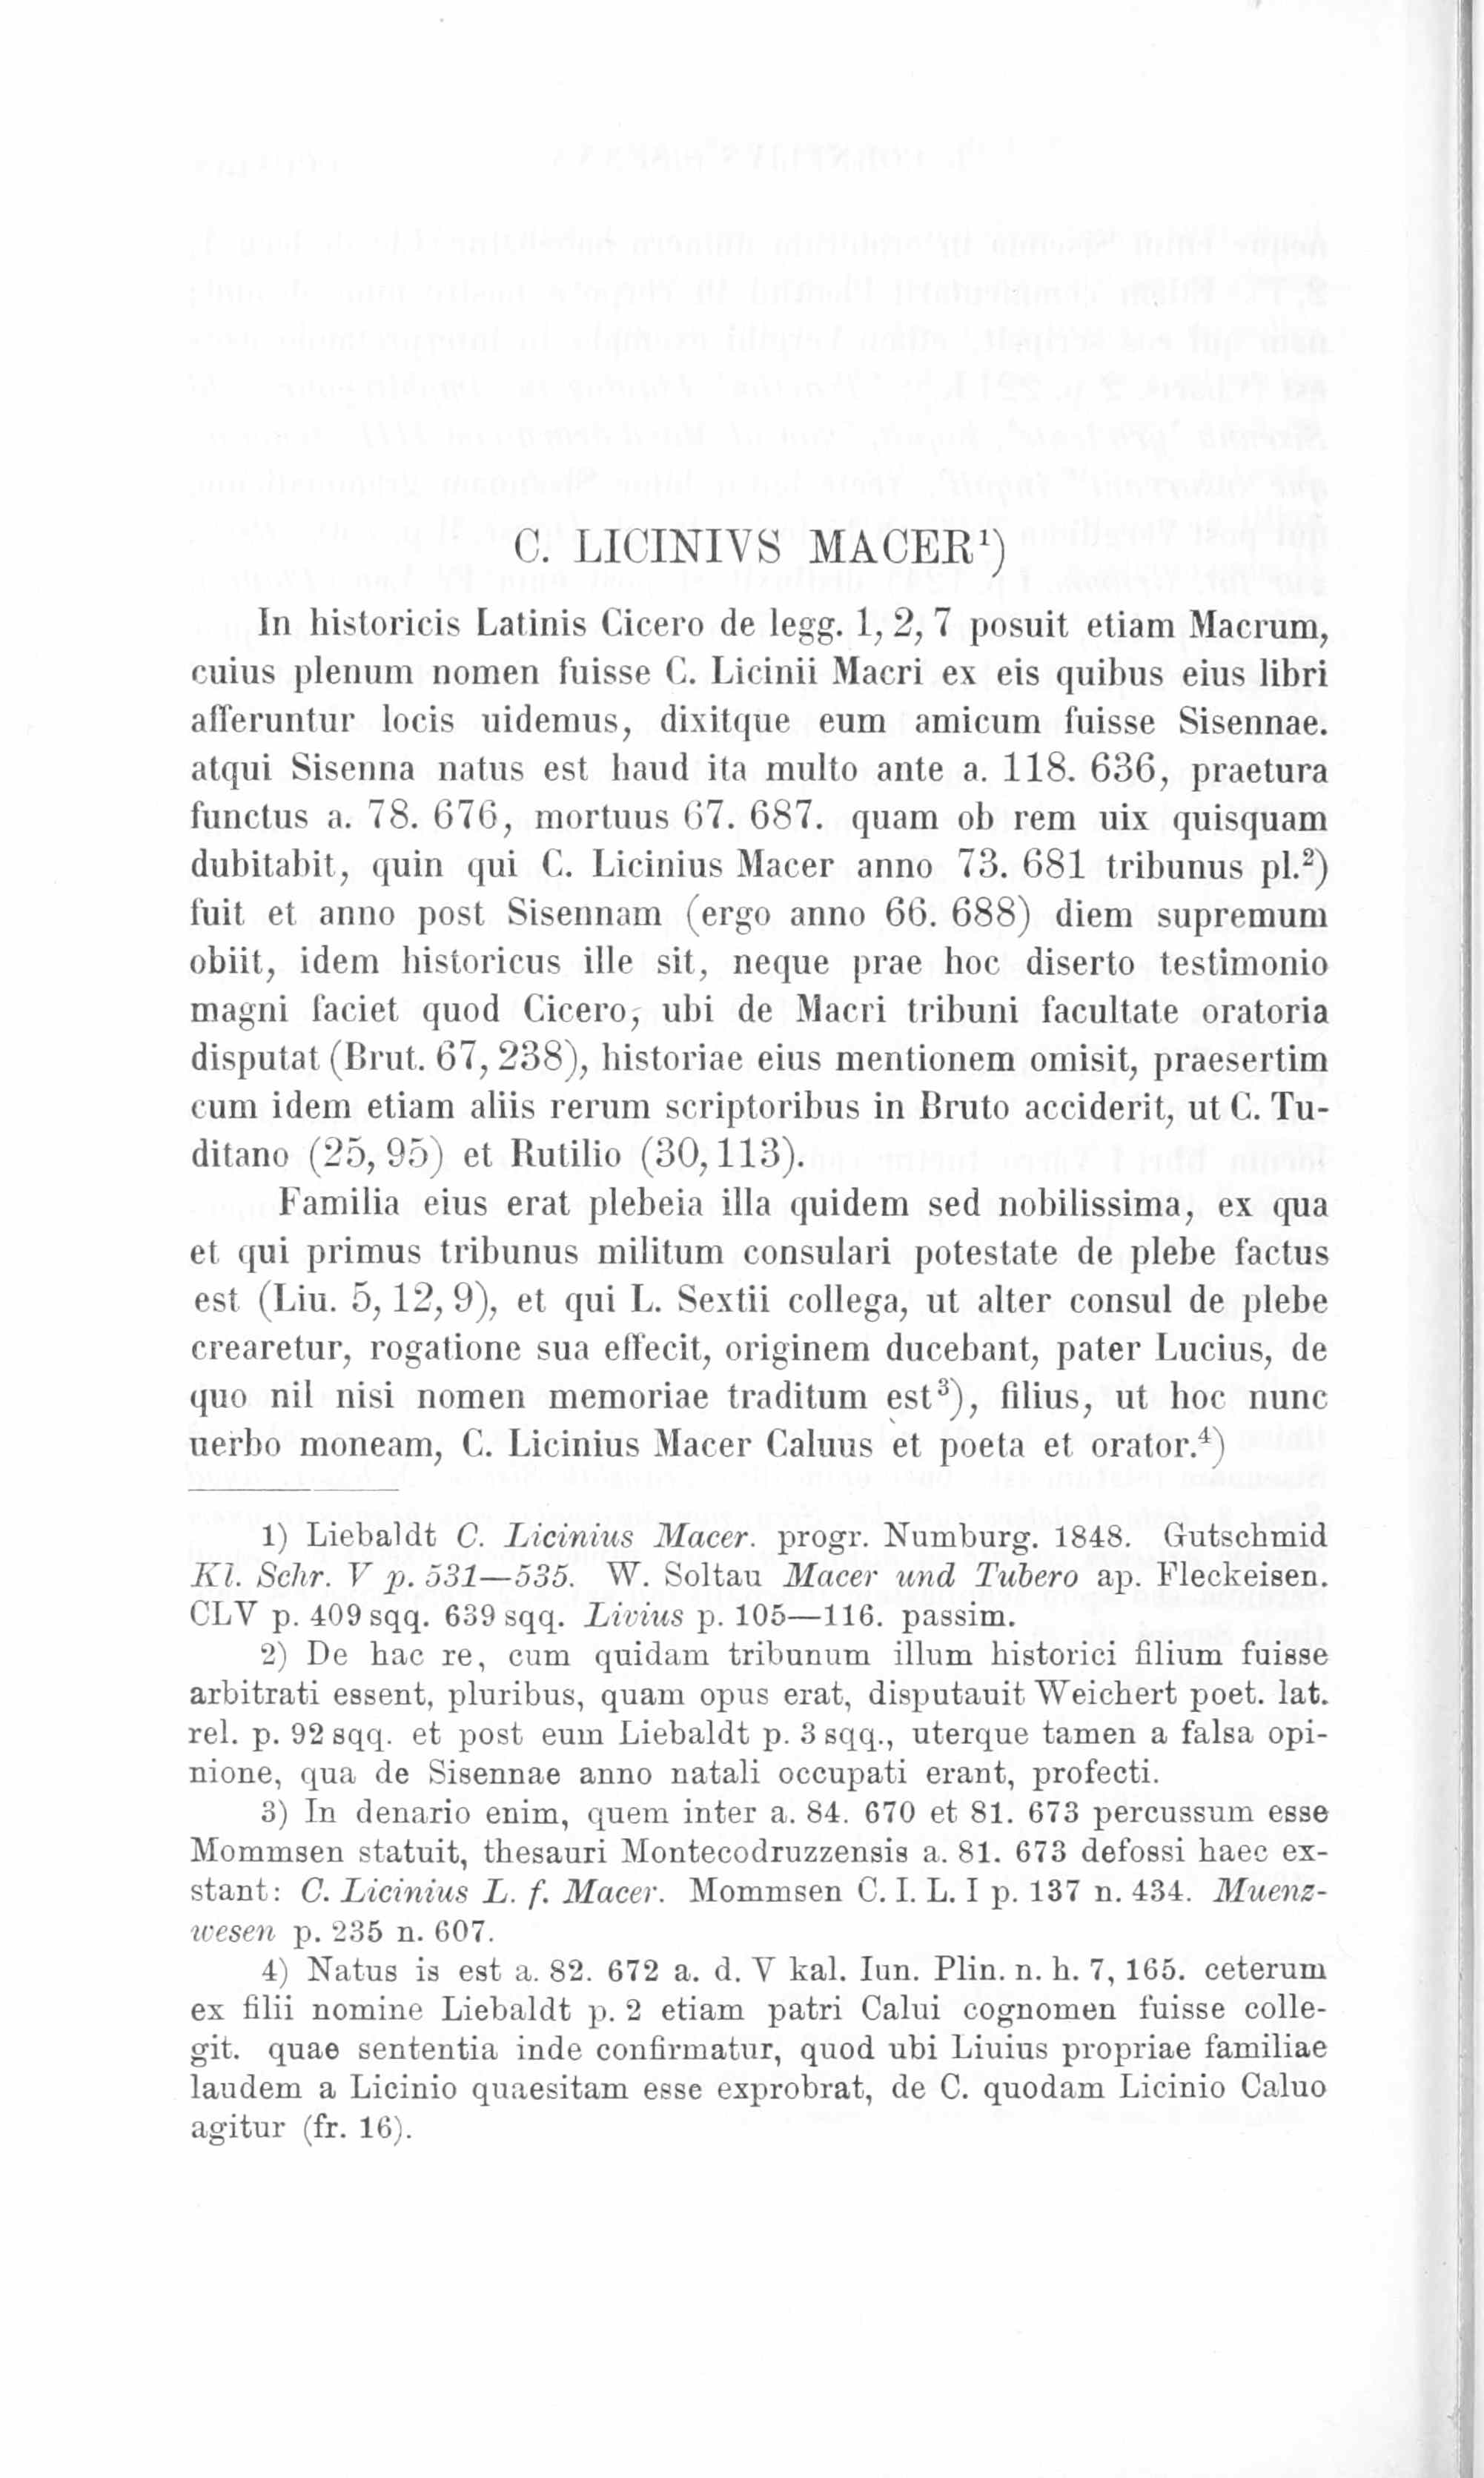 C. LICINIVS MACER¹)
In historicis Latinis Cicero de legg. 1, 2, 7 posuit etiam Macrum,
cuius plenum nomen fuisse C. Licinii Macri ex eis quibus eius libri
afferuntur locis uidemus, dixitque eum amicum fuisse Sisennae.
atqui Sisenna natus est haud ita multo ante a. 118. 636, praetura
functus a. 78. 676, mortuus 67. 687. quam ob rem uix quisquam
dubitabit, quin qui C. Licinius Macer anno 73. 681 tribunus pl.²)
fuit et anno post Sisennam (ergo anno 66. 688) diem supremum
obiit, idem historicus ille sit, neque prae hoc diserto testimonio
magni faciet quod Cicero, ubi de Macri tribuni facultate oratoria
disputat (Brut. 67, 238), historiae eius mentionem omisit, praesertim
cum idem etiam aliis rerum scriptoribus in Bruto acciderit, ut C. Tu-
ditano (25, 95) et Rutilio (30, 113).
Familia eius erat plebeia illa quidem sed nobilissima, ex qua
et qui primus tribunus militum consulari potestate de plebe factus
est (Liu. 5, 12, 9), et qui L. Sextii collega, ut alter consul de plebe
crearetur, rogatione sua effecit, originem ducebant, pater Lucius, de
quo nil nisi nomen memoriae traditum est³), filius, ut hoc nunc
uerbo moneam, C. Licinius Macer Caluus et poeta et orator.⁴)
1) Liebaldt C. Licinius Macer. progr. Numburg. 1848. Gutschmid
Kl. Schr. V p. 531—535. W. Soltau Macer und Tubero ap. Fleckeisen.
CLV p. 409 sqq. 639 sqq. Livius p. 105—116. passim.
2) De hac re, cum quidam tribunum illum historici filium fuisse
arbitrati essent, pluribus, quam opus erat, disputauit Weichert poet. lat.
rel. p. 92 sqq. et post eum Liebaldt p. 3 sqq., uterque tamen a falsa opi-
nione, qua de Sisennae anno natali occupati erant, profecti.
3) In denario enim, quem inter a. 84. 670 et 81. 673 percussum esse
Mommsen statuit, thesauri Montecodruzzensis a. 81. 673 defossi haec ex-
stant: C. Licinius L. f. Macer. Mommsen C. I. L. I p. 137 n. 434. Muenz-
wesen p. 235 n. 607.
4) Natus is est a. 82. 672 a. d. V kal. Iun. Plin. n. h. 7, 165. ceterum
ex filii nomine Liebaldt p. 2 etiam patri Calui cognomen fuisse colle-
git. quae sententia inde confirmatur, quod ubi Liuius propriae familiae
laudem a Licinio quaesitam esse exprobrat, de C. quodam Licinio Caluo
agitur (fr. 16).